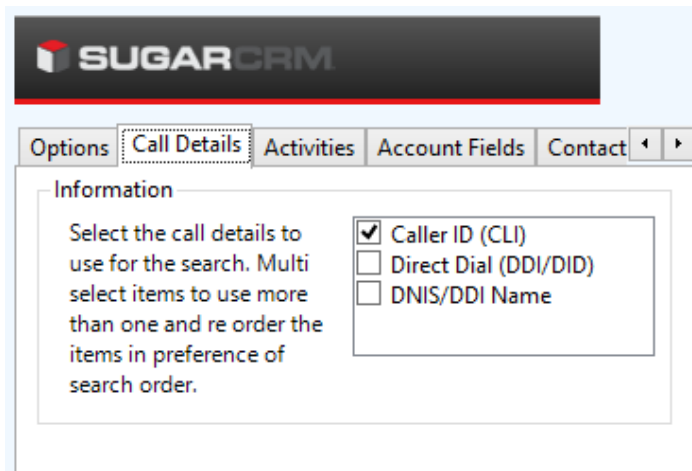 SUGARCRM
Options Call Details Activities Account Fields Contact
Information
Select the call details to
use for the search. Multi
select items to use more
than one and re order the
items in preference of
search order.
Caller ID (CLI)
Direct Dial (DDI/DID)
DNIS/DDI Name